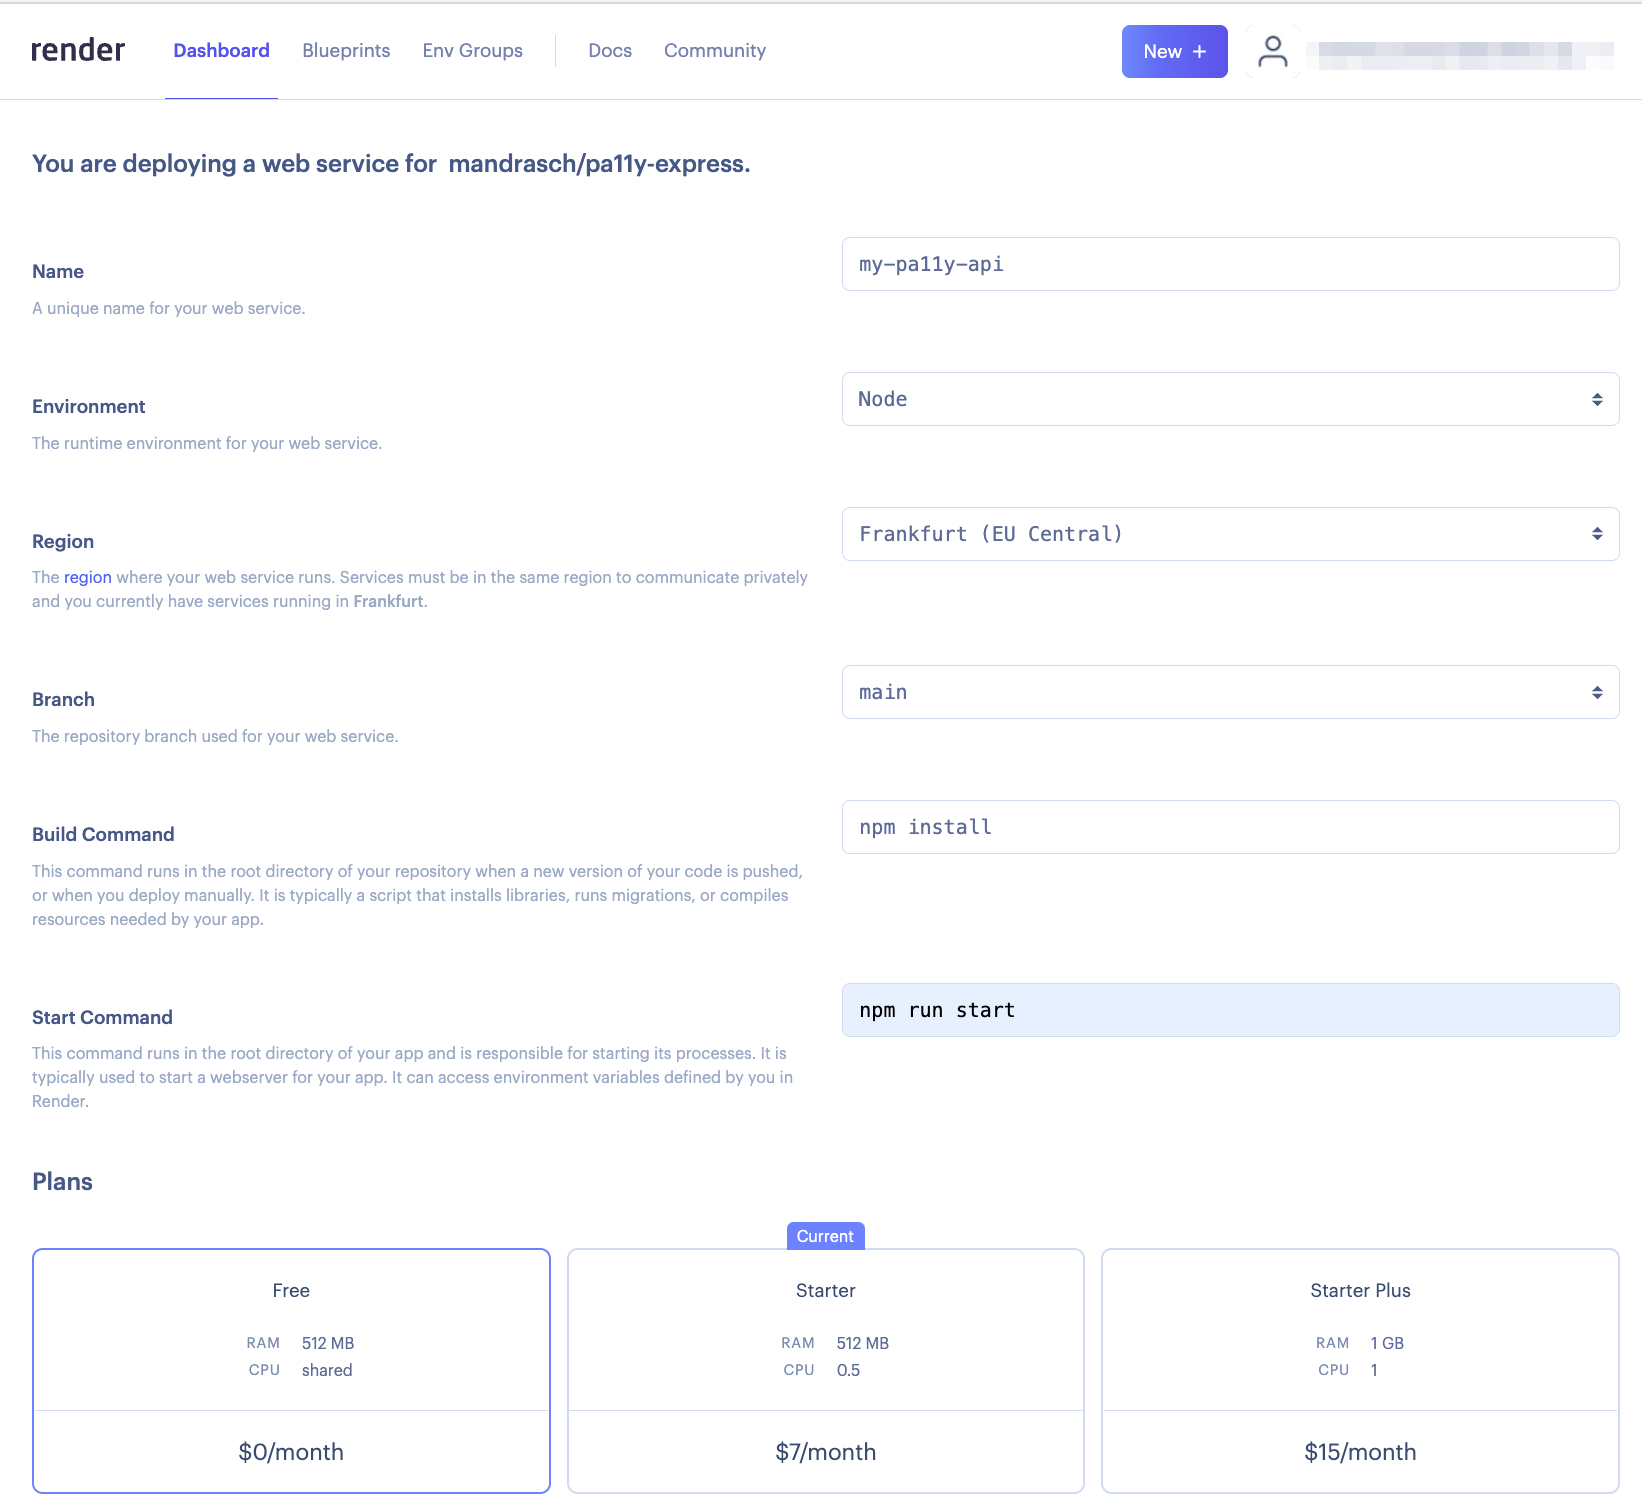 render Dashboard Blueprints Env Groups Docs Community New +
You are deploying a web service for mandrasch/pa11y-express.
Name
my-pa11y-api
A unique name for your web service.
Environment
Node
The runtime environment for your web service.
Region
Frankfurt (EU Central)
The region where your web service runs. Services must be in the same region to communicate privately
and you currently have services running in Frankfurt.
Branch
main
The repository branch used for your web service.
Build Command
npm install
This command runs in the root directory of your repository when a new version of your code is pushed,
or when you deploy manually. It is typically a script that installs libraries, runs migrations, or compiles
resources needed by your app.
Start Command
npm run start
This command runs in the root directory of your app and is responsible for starting its processes. It is
typically used to start a webserver for your app. It can access environment variables defined by you in
Render.
Plans
Free
RAM 512 MB
CPU shared
$0/month
Current
Starter
RAM 512 MB
CPU 0.5
$7/month
Starter Plus
RAM 1 GB
CPU 1
$15/month